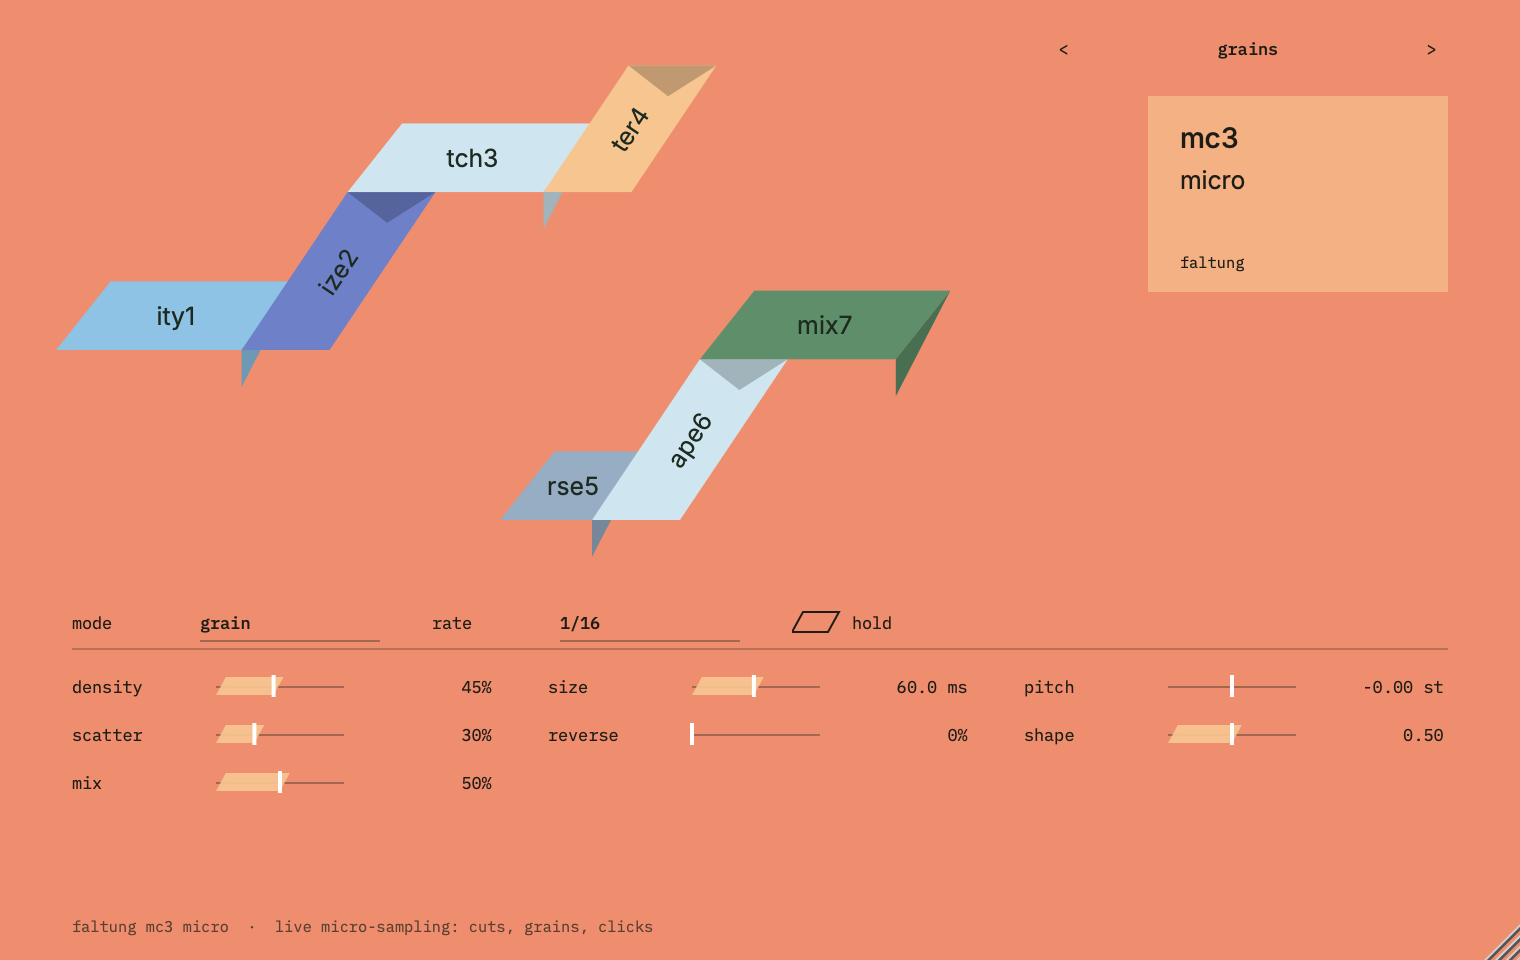 < grains >
mc3
micro
faltung
ter4
tch3
ize2
ity1
mix7
ape6
rse5
mode grain rate 1/16 hold
density 45% size 60.0 ms pitch -0.00 st
scatter 30% reverse 0% shape 0.50
mix 50%
faltung mc3 micro · live micro-sampling: cuts, grains, clicks